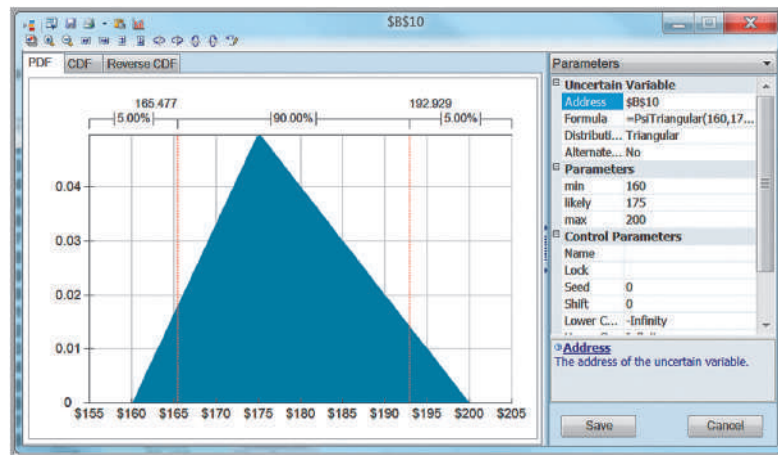 $B$10
PDF CDF Reverse CDF
165.477 192.929
5.00% 90.00% 5.00%
0.04
0.03
0.02
0.01
0
$155 $160 $165 $170 $175 $180 $185 $190 $195 $200 $205
Parameters
Uncertain Variable
Address $B$10
Formula =PsiTriangular(160,17...
Distributi... Triangular
Alternate... No
Parameters
min 160
likely 175
max 200
Control Parameters
Name
Lock
Seed 0
Shift 0
Lower C... -Infinity
Address
The address of the uncertain variable.
Save Cancel